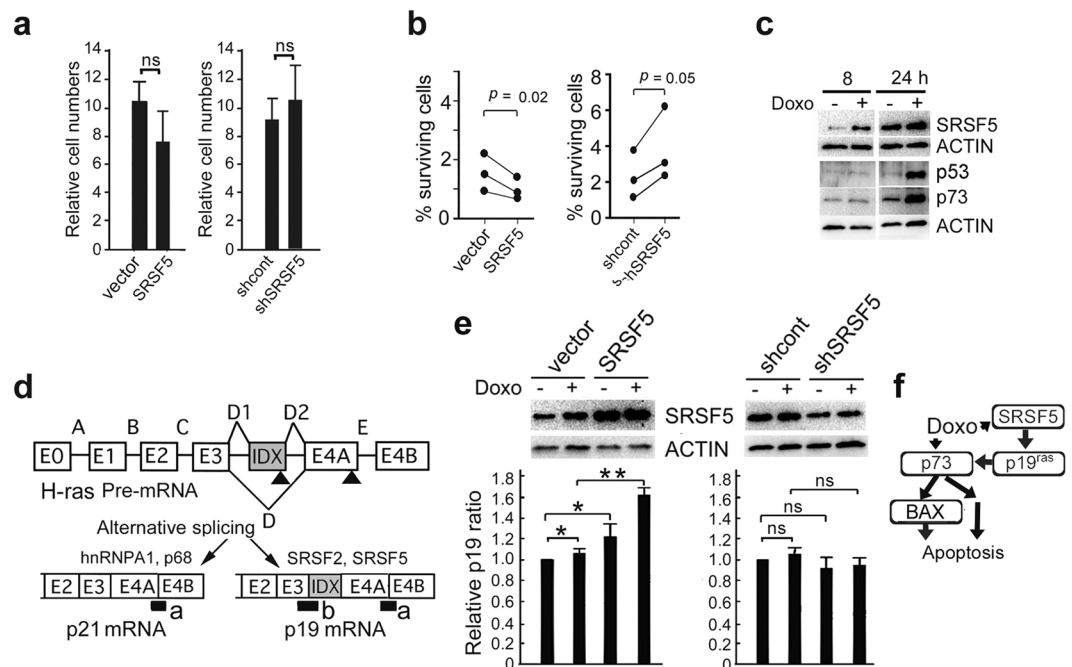 a
Relative cell numbers
14
12
10
8
6
4
2
0
ns
vector
SRSF5
Relative cell numbers
14
12
10
8
6
4
2
0
ns
shcont
shSRSF5
b
% surviving cells
4
2
0
p = 0.02
vector
SRSF5
% surviving cells
8
6
4
2
0
p = 0.05
shcont
s-hSRSF5
c
8 24 h
Doxo - + - +
SRSF5
ACTIN
p53
p73
ACTIN
d
A B C D1 D2 E
E0 E1 E2 E3 IDX E4A E4B
H-ras Pre-mRNA
D
Alternative splicing
hnRNPA1, p68 SRSF2, SRSF5
E2 E3 E4A E4B E2 E3 IDX E4A E4B
a b a
p21 mRNA p19 mRNA
e
vector SRSF5
Doxo - + - +
SRSF5
ACTIN
shcont shSRSF5
- + - +
Relative p19 ratio
1.8
1.6
1.4
1.2
1.0
0.8
0.6
0.4
0.2
0
*
*
**
1.8
1.6
1.4
1.2
1.0
0.8
0.6
0.4
0.2
0
ns
ns
ns
f
Doxo SRSF5
p73 p19ras
BAX
Apoptosis